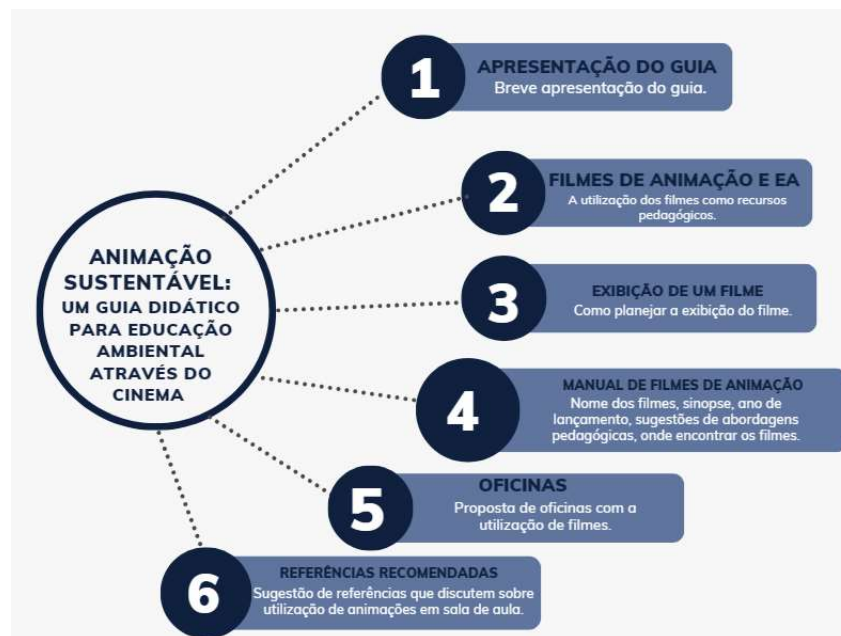 1
APRESENTAÇÃO DO GUIA
Breve apresentação do guia.
2
FILMES DE ANIMAÇÃO E EA
A utilização dos filmes como recursos
pedagógicos.
ANIMAÇÃO
SUSTENTÁVEL:
UM GUIA DIDÁTICO
PARA EDUCAÇÃO
AMBIENTAL
ATRAVÉS DO
CINEMA
3
EXIBIÇÃO DE UM FILME
Como planejar a exibição do filme.
4
MANUAL DE FILMES DE ANIMAÇÃO
Nome dos filmes, sinopse, ano de
lançamento, sugestões de abordagens
pedagógicas, onde encontrar os filmes.
5
OFICINAS
Proposta de oficinas com a
utilização de filmes.
6
REFERÊNCIAS RECOMENDADAS
Sugestão de referências que discutem sobre
utilização de animações em sala de aula.